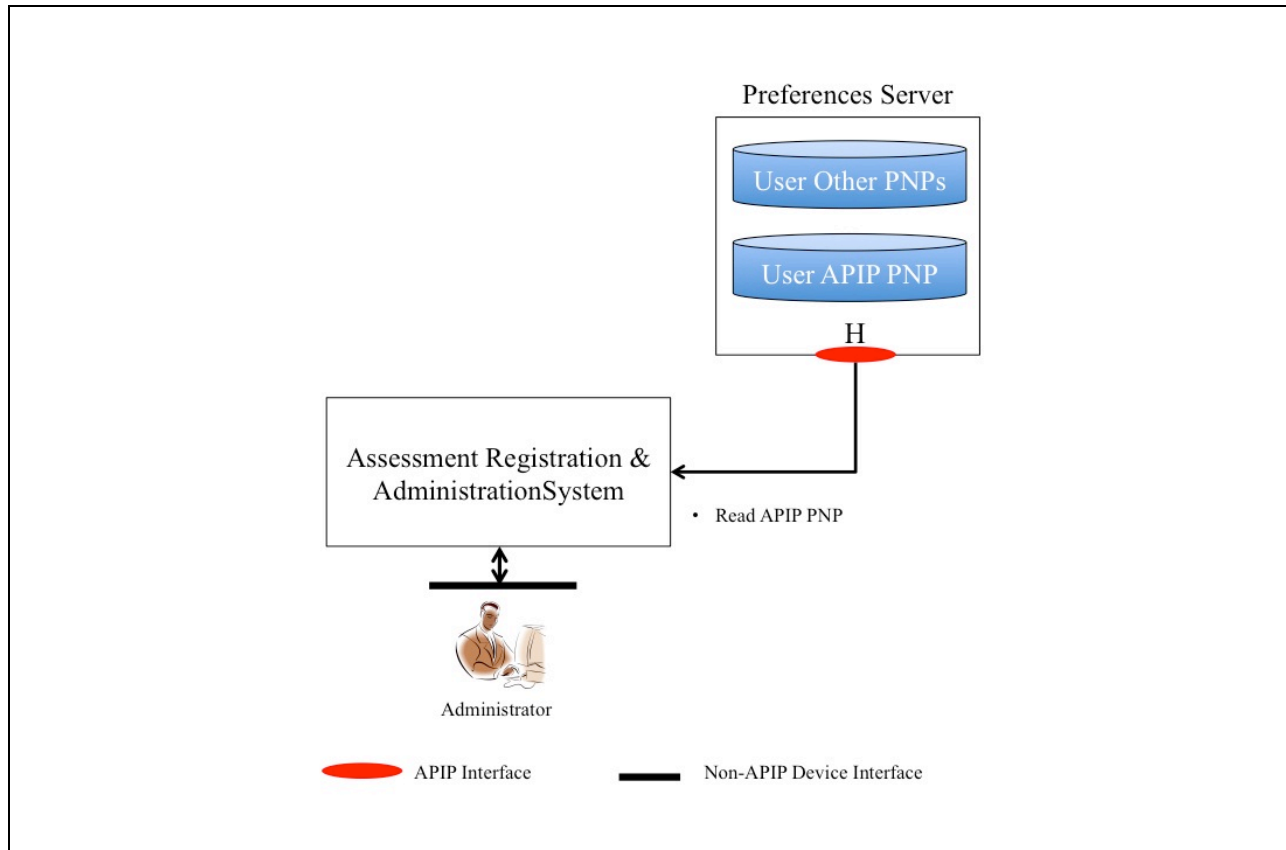 Preferences Server
User Other PNPs
User APIP PNP
H
Assessment Registration &
AdministrationSystem
• Read APIP PNP
Administrator
APIP Interface
Non-APIP Device Interface